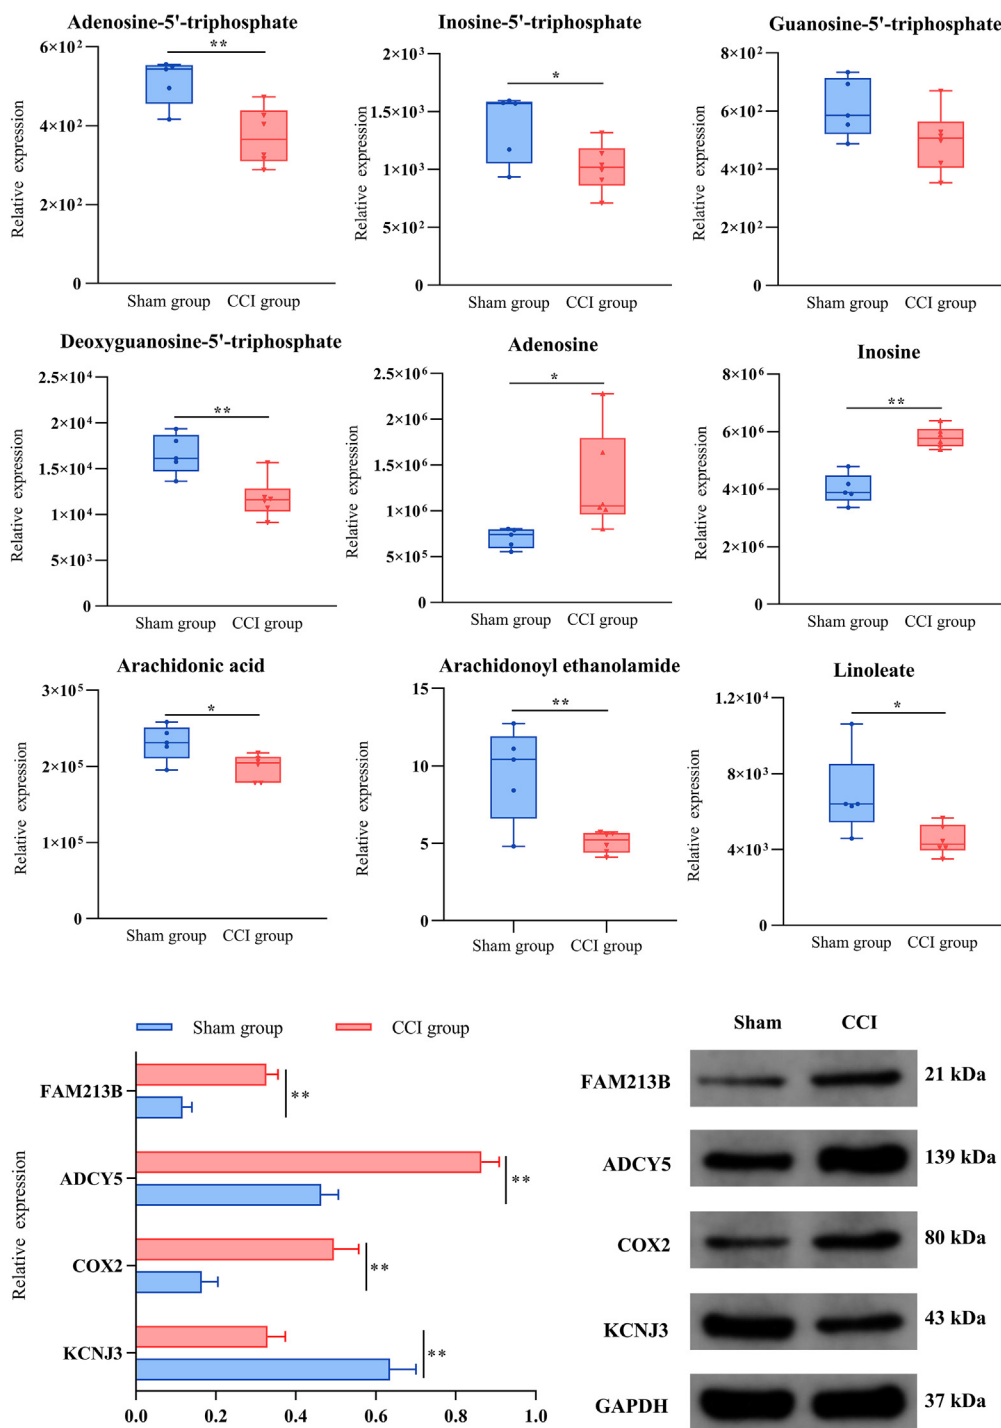 Adenosine-5'-triphosphate
Relative expression
6×10²
4×10²
2×10²
0
**
Sham group CCI group
Inosine-5'-triphosphate
Relative expression
2×10³
1.5×10³
1×10³
5×10²
0
*
Sham group CCI group
Guanosine-5'-triphosphate
Relative expression
8×10²
6×10²
4×10²
2×10²
0
Sham group CCI group
Deoxyguanosine-5'-triphosphate
Relative expression
2.5×10⁴
2×10⁴
1.5×10⁴
1×10⁴
5×10³
0
**
Sham group CCI group
Adenosine
Relative expression
2.5×10⁶
2×10⁶
1.5×10⁶
1×10⁶
5×10⁵
0
*
Sham group CCI group
Inosine
Relative expression
8×10⁶
6×10⁶
4×10⁶
2×10⁶
0
**
Sham group CCI group
Arachidonic acid
Relative expression
3×10⁵
2×10⁵
1×10⁵
0
*
Sham group CCI group
Arachidonoyl ethanolamide
Relative expression
15
10
5
0
**
Sham group CCI group
Linoleate
Relative expression
1.2×10⁴
8×10³
4×10³
0
*
Sham group CCI group
Sham group CCI group
Relative expression
FAM213B **
ADCY5 **
COX2 **
KCNJ3 **
0.0 0.2 0.4 0.6 0.8 1.0
Sham CCI
FAM213B 21 kDa
ADCY5 139 kDa
COX2 80 kDa
KCNJ3 43 kDa
GAPDH 37 kDa